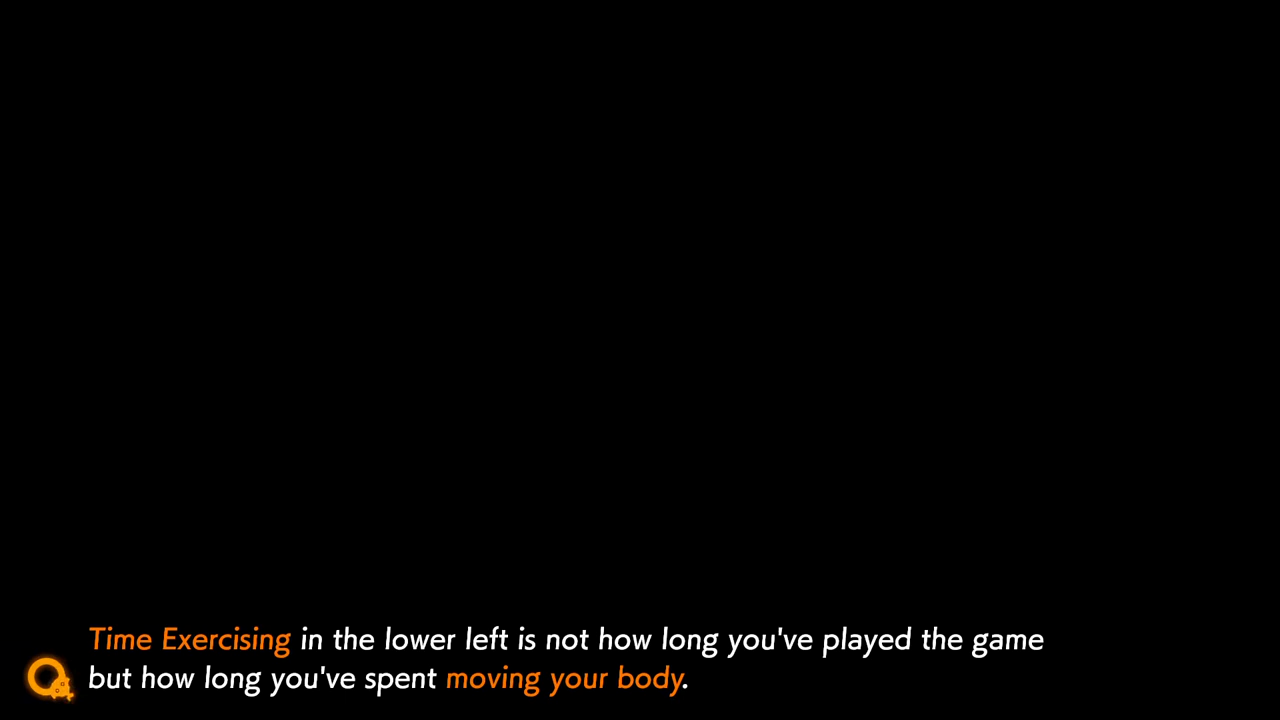 Time Exercising in the lower left is not how long you've played the game
but how long you've spent moving your body.